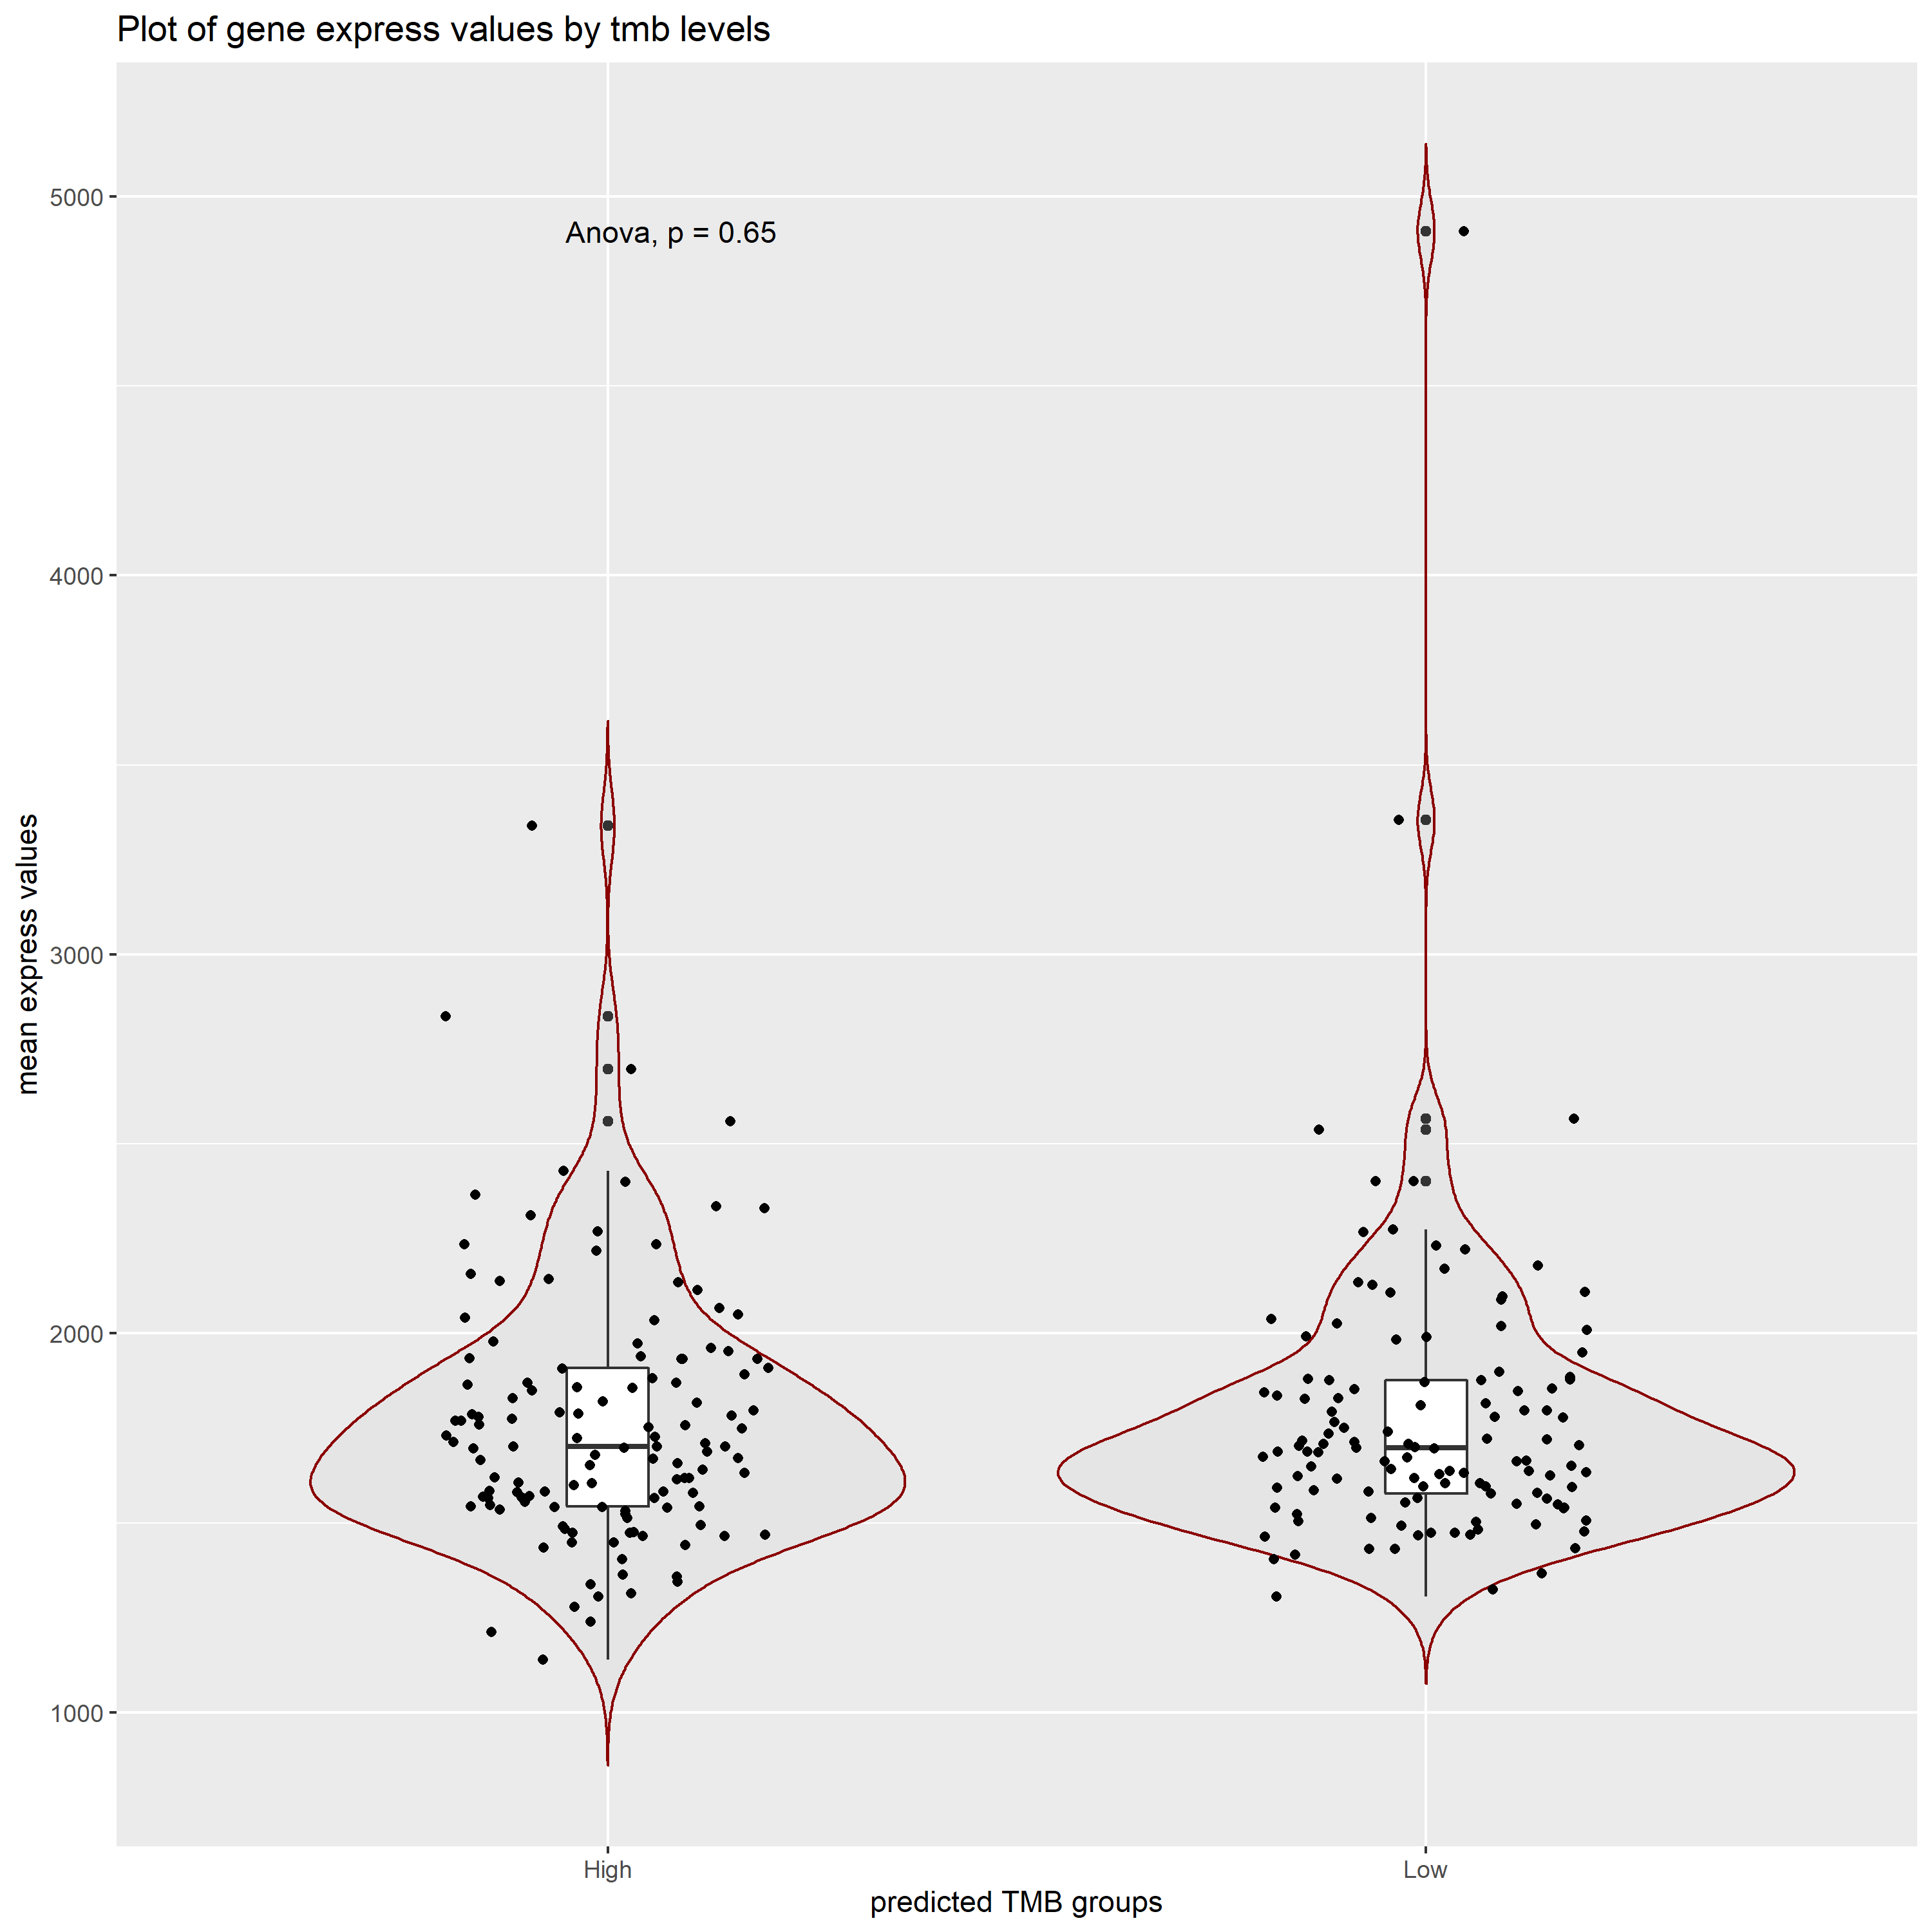 Plot of gene express values by tmb levels
5000
Anova, p = 0.65
4000
mean express values
3000
2000
1000
High
Low
predicted TMB groups